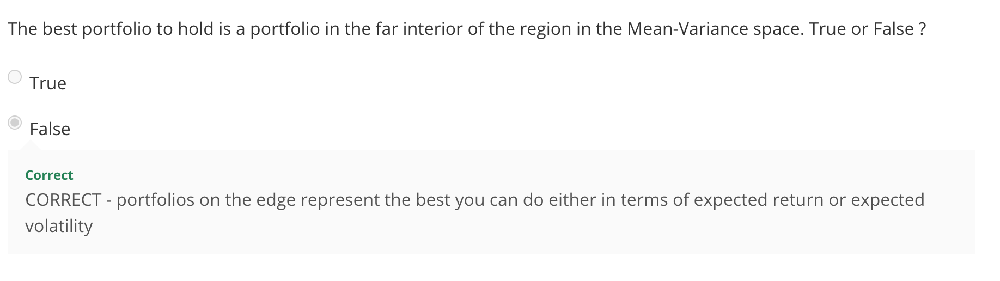 The best portfolio to hold is a portfolio in the far interior of the region in the Mean-Variance space. True or False ?
True
False
Correct
CORRECT - portfolios on the edge represent the best you can do either in terms of expected return or expected
volatility